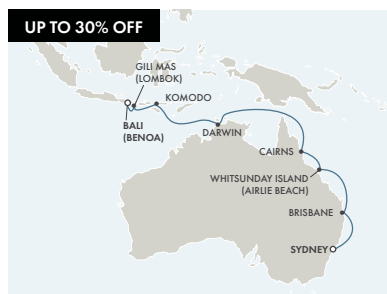 UP TO 30% OFF
GILI MAS
(LOMBOK)
KOMODO
BALI
(BENOA)
DARWIN
CAIRNS
WHITSUNDAY ISLAND
(AIRLIE BEACH)
BRISBANE
SYDNEY